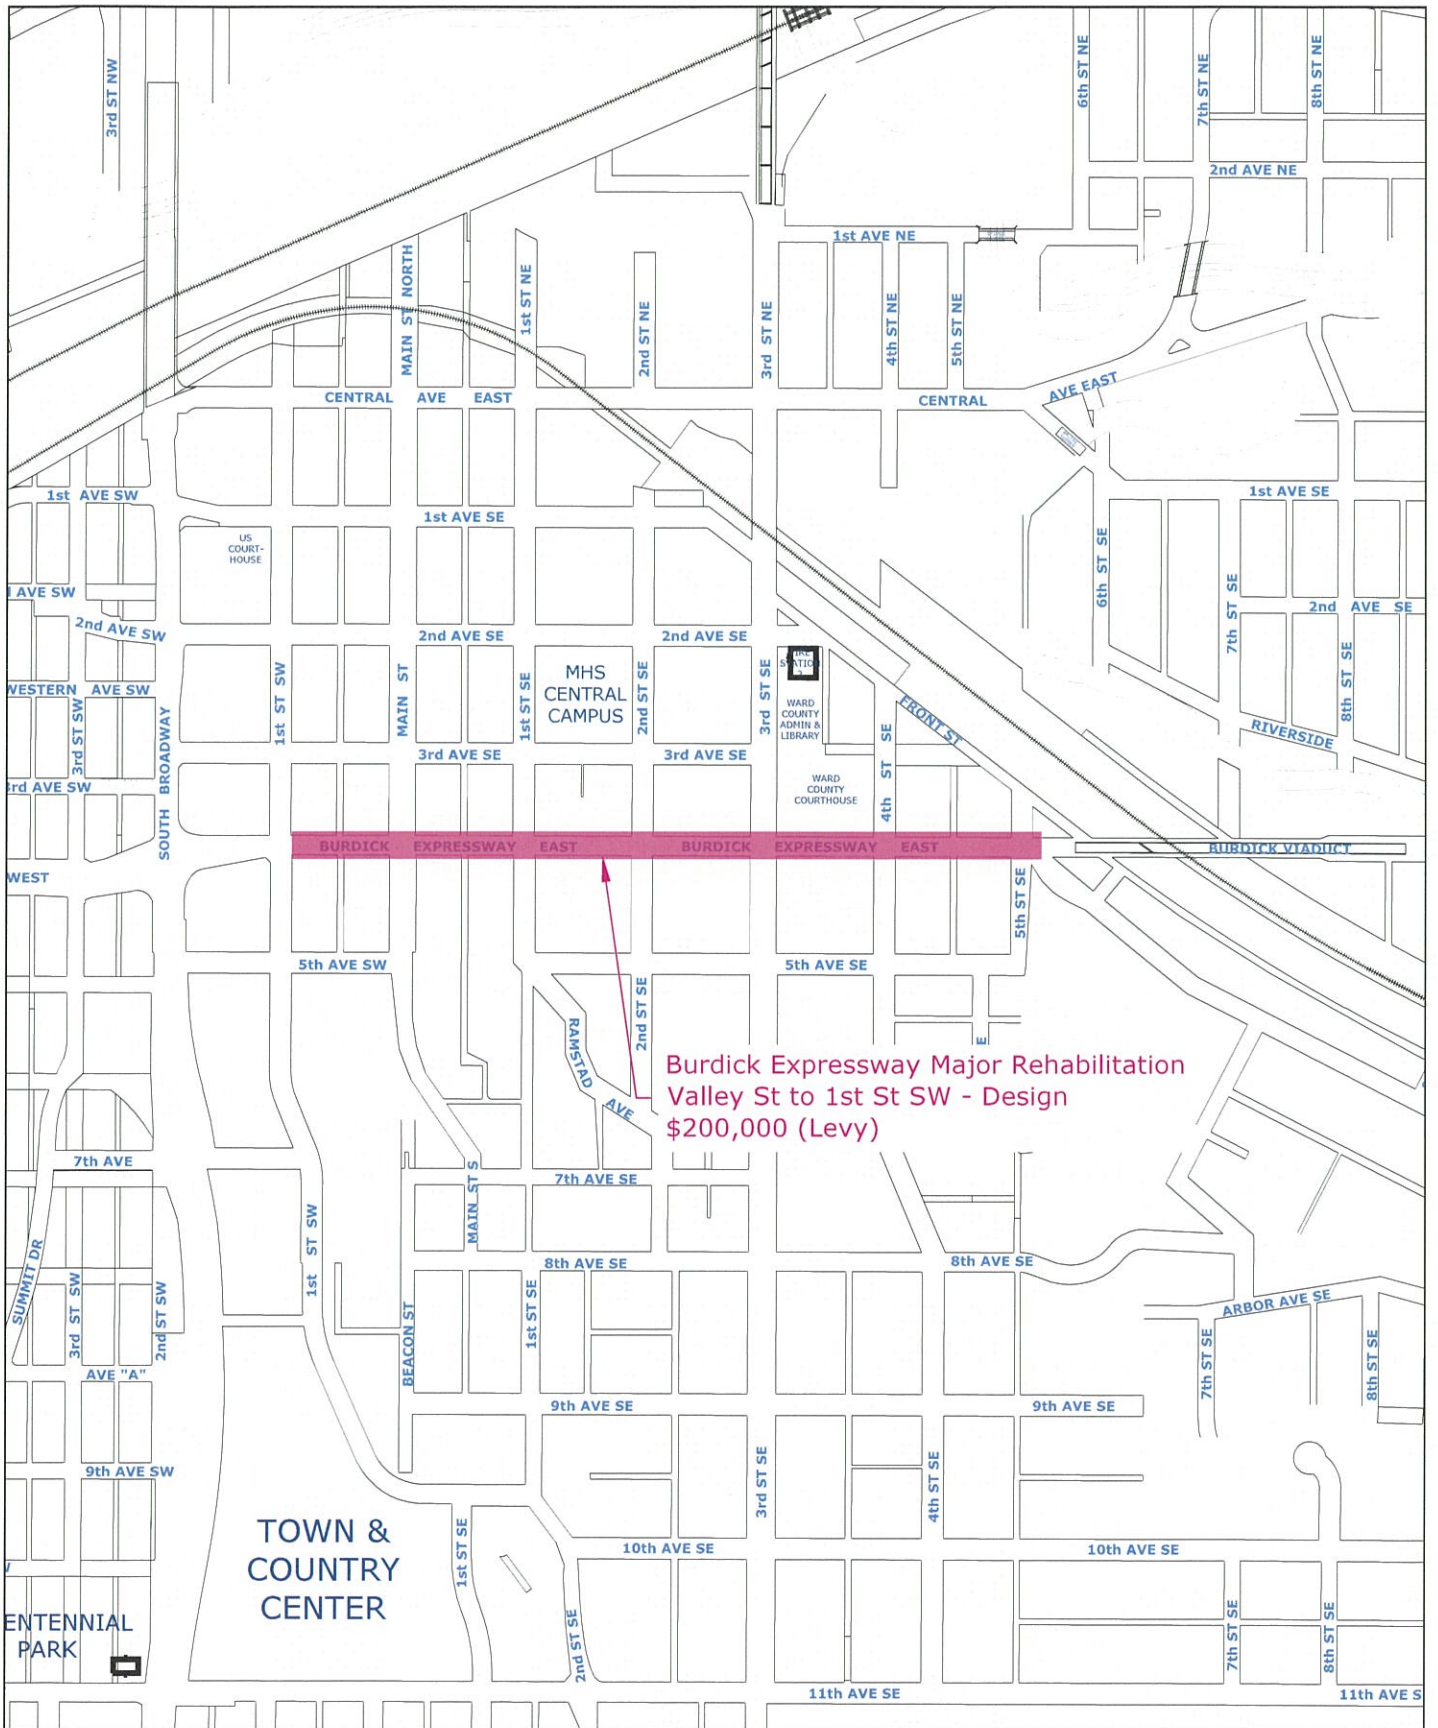 3rd ST NW
6th ST NE
7th ST NE
8th ST NE
2nd AVE NE
1st AVE NE
MAIN ST NORTH
1st ST NE
2nd ST NE
3rd ST NE
4th ST NE
5th ST NE
CENTRAL AVE EAST
CENTRAL
AVE EAST
1st AVE SW
1st AVE SE
1st AVE SE
US
COURT-
HOUSE
AVE SW
2nd AVE SW
2nd AVE SE
2nd AVE SE
6th ST SE
7th ST SE
2nd AVE SE
8th ST SE
WESTERN AVE SW
3rd ST SW
SOUTH BROADWAY
1st ST SW
MAIN ST
1st ST SE
MHS
CENTRAL
CAMPUS
2nd ST SE
3rd ST SE
STATION
WARD
COUNTY
ADMIN &
LIBRARY
FRONT ST
4th ST SE
RIVERSIDE
3rd AVE SW
3rd AVE SE
3rd AVE SE
WARD
COUNTY
COURTHOUSE
BURDICK EXPRESSWAY EAST
BURDICK EXPRESSWAY EAST
BURDICK VIADUCT
WEST
5th ST SE
5th AVE SW
5th AVE SE
2nd ST SE
RAMSTAD
AVE
E
Burdick Expressway Major Rehabilitation
Valley St to 1st St SW - Design
$200,000 (Levy)
7th AVE
7th AVE SE
MAIN ST S
1st ST SW
SUMMIT DR
3rd ST SW
2nd ST SW
8th AVE SE
8th AVE SE
BEACON ST
1st ST SE
ARBOR AVE SE
7th ST SE
8th ST SE
AVE "A"
9th AVE SE
9th AVE SE
9th AVE SW
3rd ST SE
4th ST SE
TOWN &
COUNTRY
CENTER
1st ST SE
10th AVE SE
10th AVE SE
ENTENNIAL
PARK
2nd ST SE
7th ST SE
8th ST SE
11th AVE SE
11th AVE S